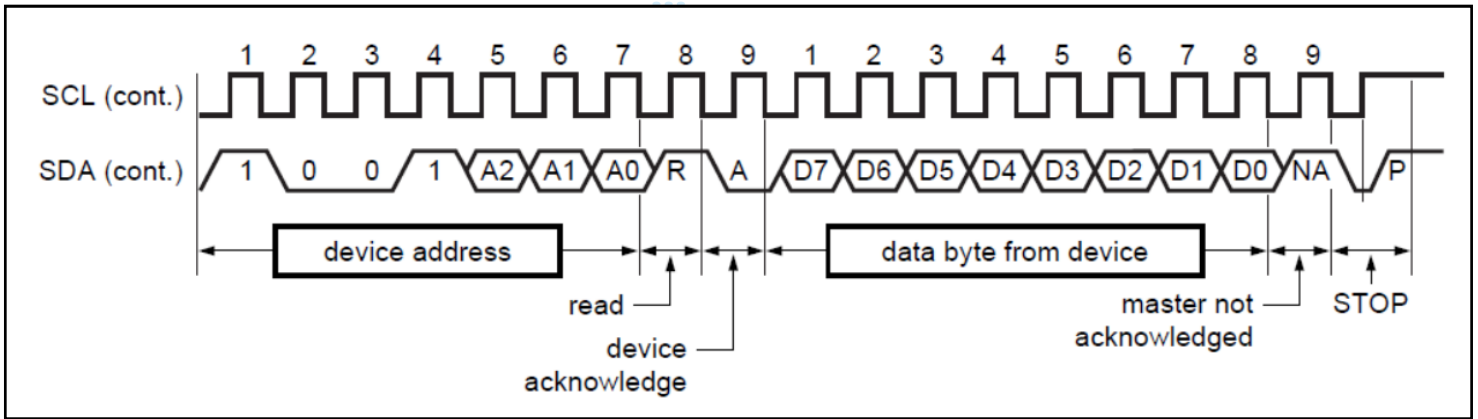 1 2 3 4 5 6 7 8 9 1 2 3 4 5 6 7 8 9
SCL (cont.)
SDA (cont.) 1 0 0 1 A2 A1 A0 R A D7 D6 D5 D4 D3 D2 D1 D0 NA P
device address data byte from device
read master not STOP
acknowledged
device
acknowledge